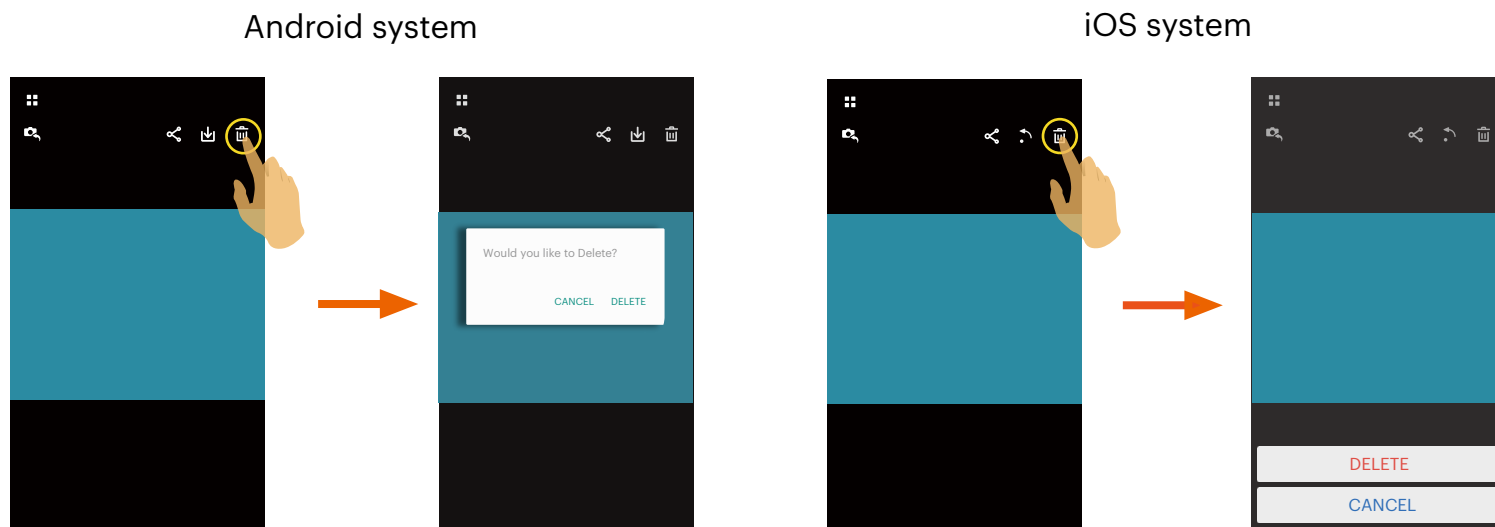 Android system
iOS system
Would you like to Delete?
CANCEL DELETE
DELETE
CANCEL